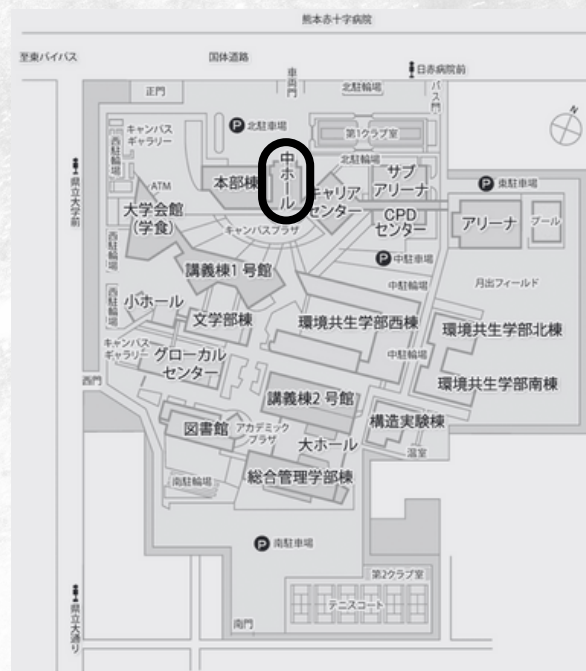 熊本赤十字病院
至東バイパス
国体道路
日赤病院前
正門
車両門
北駐輪場
バス門
キャンパス
ギャラリー
西駐輪場
P 北駐車場
第1クラブ室
N
県立大学前
ATM
本部棟
中ホール
北駐輪場
キャリア
センター
サブ
アリーナ
P 東駐車場
大学会館
(学食)
CPD
センター
アリーナ
プール
キャンパスプラザ
西駐輪場
P 中駐車場
講義棟1号館
中駐輪場
月出フィールド
西駐輪場
小ホール
文学部棟
環境共生学部西棟
環境共生学部北棟
キャンパス
ギャラリー
グローカル
センター
中駐輪場
西門
環境共生学部南棟
講義棟2号館
図書館
アカデミック
プラザ
大ホール
構造実験棟
温室
南駐輪場
総合管理学部棟
P 南駐車場
第2クラブ室
県立大通り
テニスコート
南門